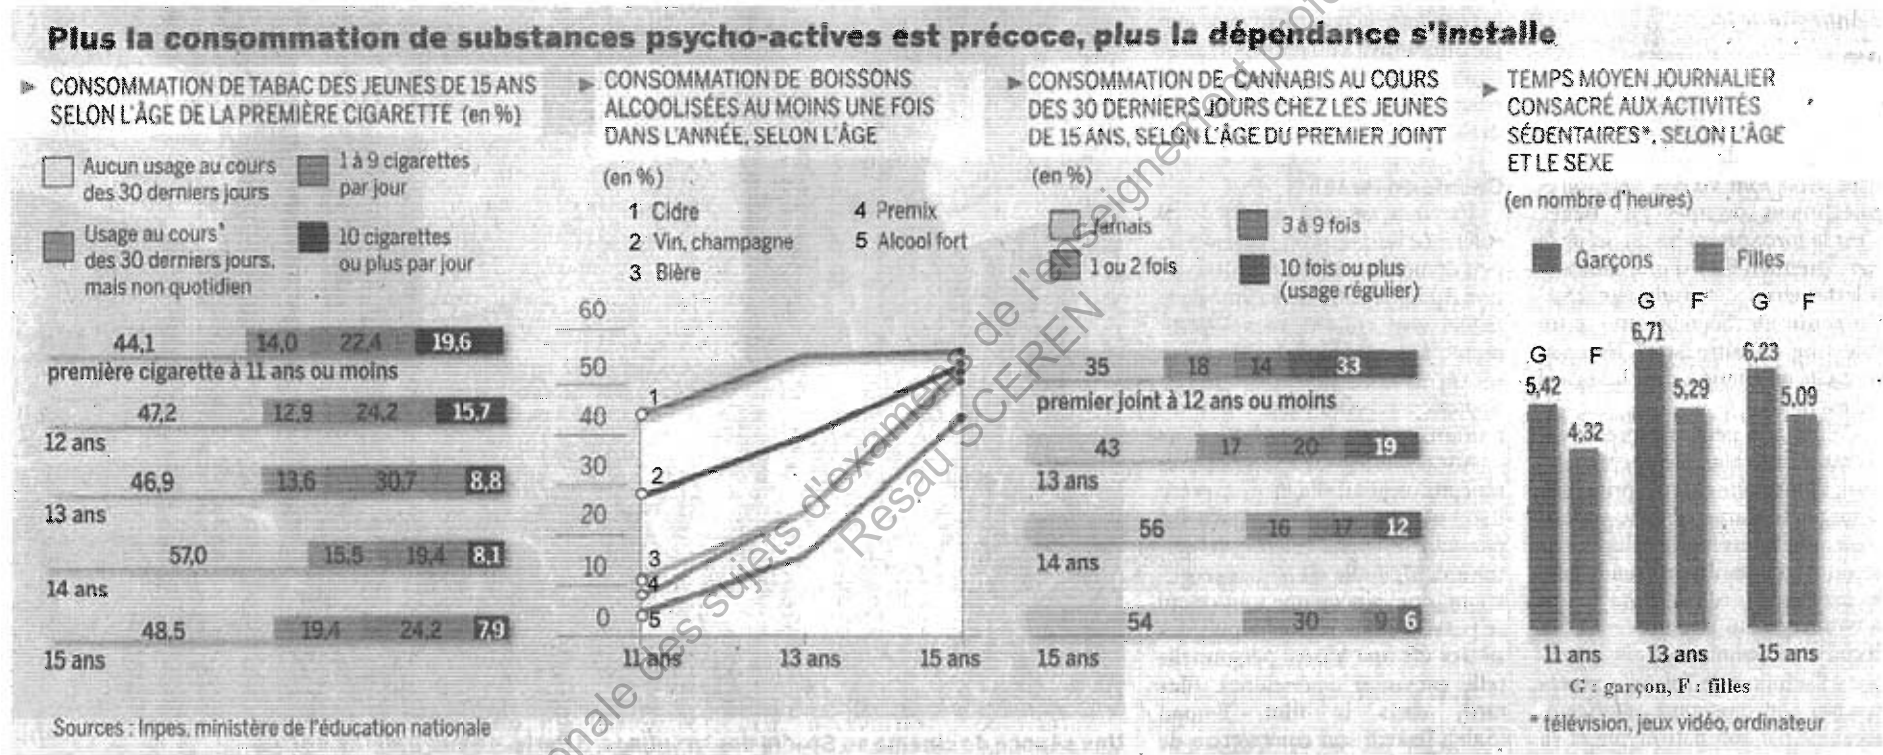 Plus la consommation de substances psycho-actives est précoce, plus la dépendance s'installe
CONSOMMATION DE TABAC DES JEUNES DE 15 ANS
SELON L'ÂGE DE LA PREMIÈRE CIGARETTE (en %)
Aucun usage au cours
des 30 derniers jours
1 à 9 cigarettes
par jour
Usage au cours
des 30 derniers jours,
mais non quotidien
10 cigarettes
ou plus par jour
44,1 14,0 22,4 19,6
première cigarette à 11 ans ou moins
47,2 12,9 24,2 15,7
12 ans
46,9 13,6 30,7 8,8
13 ans
57,0 15,5 19,4 8,1
14 ans
48,5 19,4 24,2 7,9
15 ans
Sources : Inpes, ministère de l'éducation nationale
CONSOMMATION DE BOISSONS
ALCOOLISÉES AU MOINS UNE FOIS
DANS L'ANNÉE, SELON L'ÂGE
(en %)
1 Cidre
2 Vin, champagne
3 Bière
4 Premix
5 Alcool fort
60
50
40
30
20
10
0
1
2
3
4
5
11 ans 13 ans 15 ans
CONSOMMATION DE CANNABIS AU COURS
DES 30 DERNIERS JOURS CHEZ LES JEUNES
DE 15 ANS, SELON L'ÂGE DU PREMIER JOINT
(en %)
Jamais
3 à 9 fois
1 ou 2 fois
10 fois ou plus
(usage régulier)
35 18 14 33
premier joint à 12 ans ou moins
43 17 20 19
13 ans
56 16 17 12
14 ans
54 30 9 6
15 ans
TEMPS MOYEN JOURNALIER
CONSACRÉ AUX ACTIVITÉS
SÉDENTAIRES*, SELON L'ÂGE
ET LE SEXE
(en nombre d'heures)
Garçons Filles
G F G F G F
5,42 4,32 6,71 5,29 6,23 5,09
11 ans 13 ans 15 ans
G : garçon, F : filles
* télévision, jeux vidéo, ordinateur
nale des sujets d'examens de l'enseignement prof
Resau SCEREN